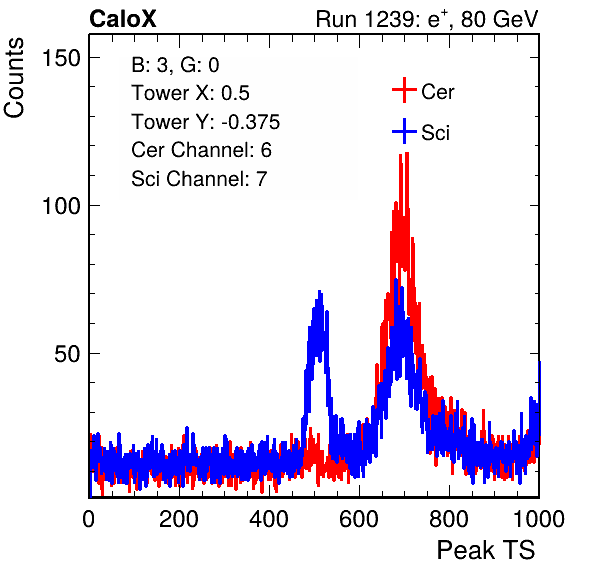 CaloX Run 1239: e+, 80 GeV
Counts
150
100
50
B: 3, G: 0
Tower X: 0.5
Tower Y: -0.375
Cer Channel: 6
Sci Channel: 7
Cer
Sci
0 200 400 600 800 1000
Peak TS